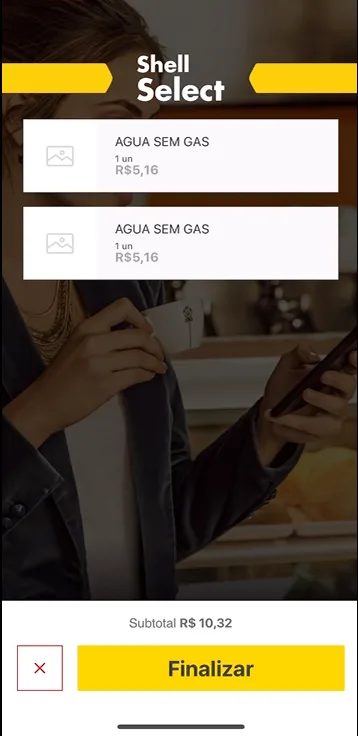 Shell
Select
AGUA SEM GAS
1 un
R$5,16
AGUA SEM GAS
1 un
R$5,16
Subtotal R$ 10,32
Finalizar